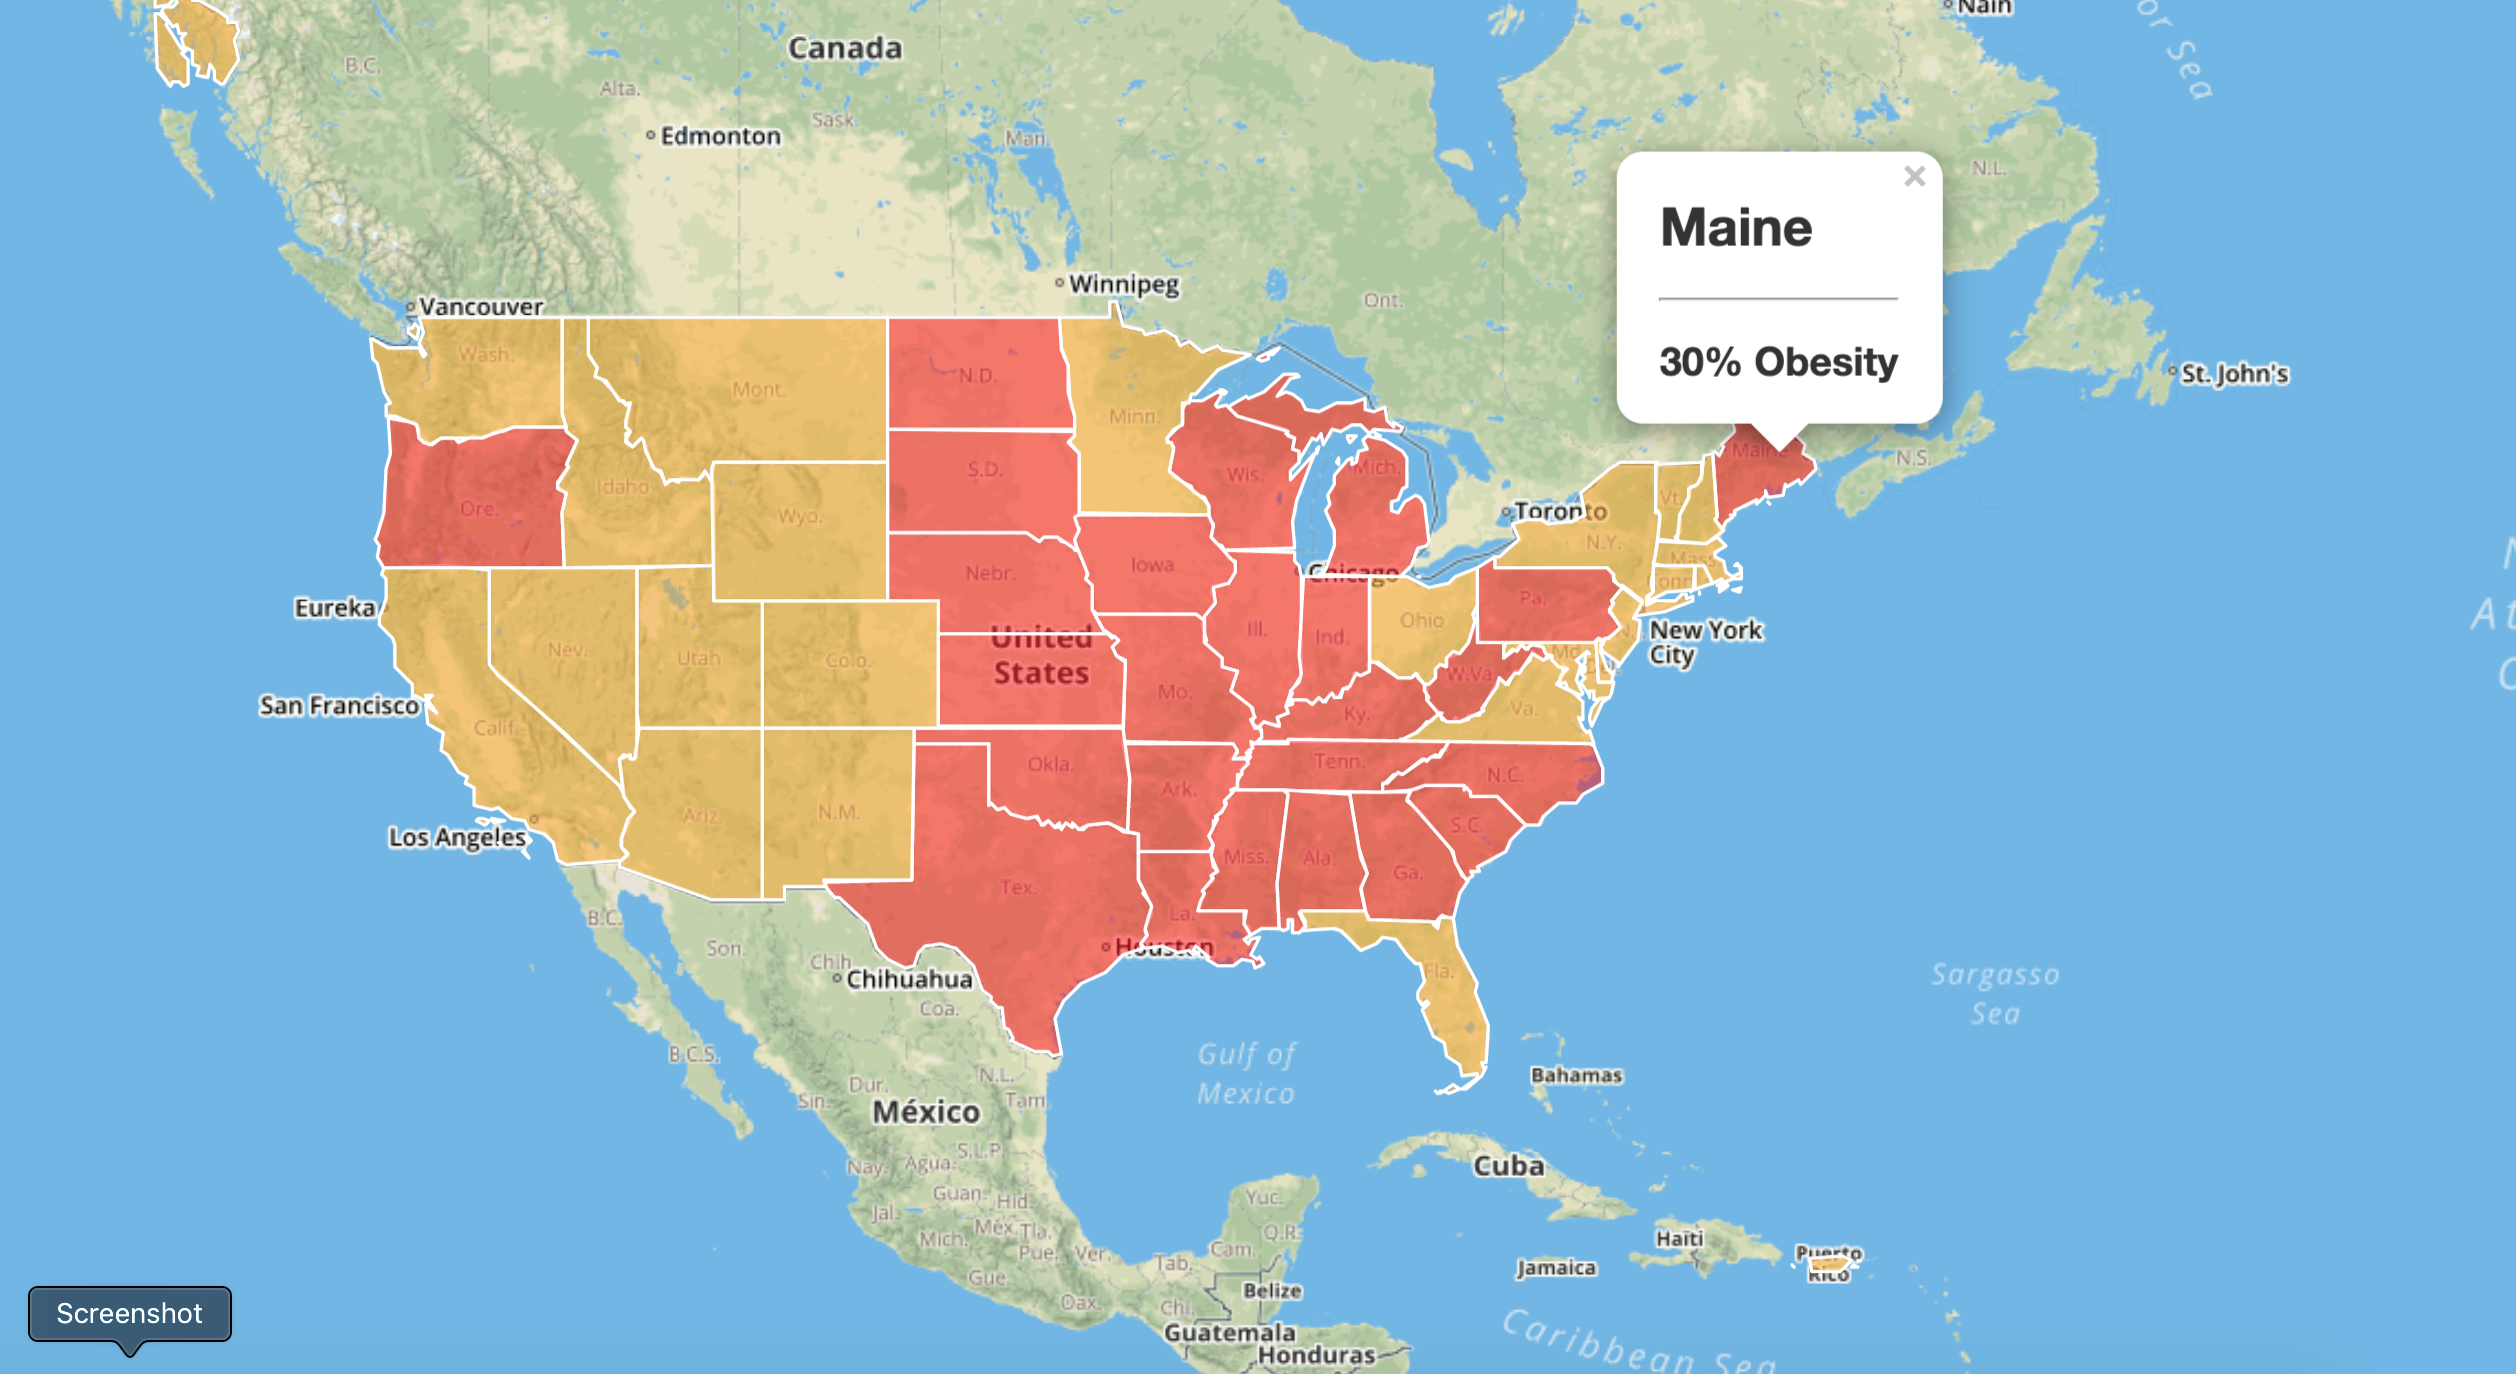 Nain
or Sea
Canada
B.C.
Alta.
Sask.
Man.
Edmonton
N.L.
Maine
30% Obesity
Winnipeg
Ont.
Vancouver
St. John's
Wash.
Mont.
N.D.
Minn.
Maine
N.S.
S.D.
Wis.
Mich.
Idaho
Ore.
Wyo.
Vt.
Toronto
N.Y.
Mass.
Iowa
Nebr.
Chicago
Conn.
Pa.
Eureka
Ohio
Ill.
Ind.
New York
City
United
States
Nev.
Utah
Colo.
Md.
Del.
W.Va.
Mo.
San Francisco
Calif.
Ky.
Va.
Okla.
Tenn.
N.C.
Ark.
Ariz.
N.M.
S.C.
Los Angeles
Miss.
Ala.
Ga.
Tex.
La.
B.C.
Son.
Houston
Chih.
Chihuahua
Fla.
Sargasso
Sea
Coa.
B.C.S.
Gulf of
Mexico
N.L.
Bahamas
Dur.
Sin.
México
Tam.
S.L.P.
Nay.
Agua.
Cuba
Guan.
Hid.
Yuc.
Jal.
Méx.
Tla.
Q.R.
Mich.
Pue.
Ver.
Cam.
Haïti
Puerto
Rico
Tab.
Jamaica
Gue.
Belize
Oax.
Chi.
Screenshot
Guatemala
Honduras
Caribbean Sea